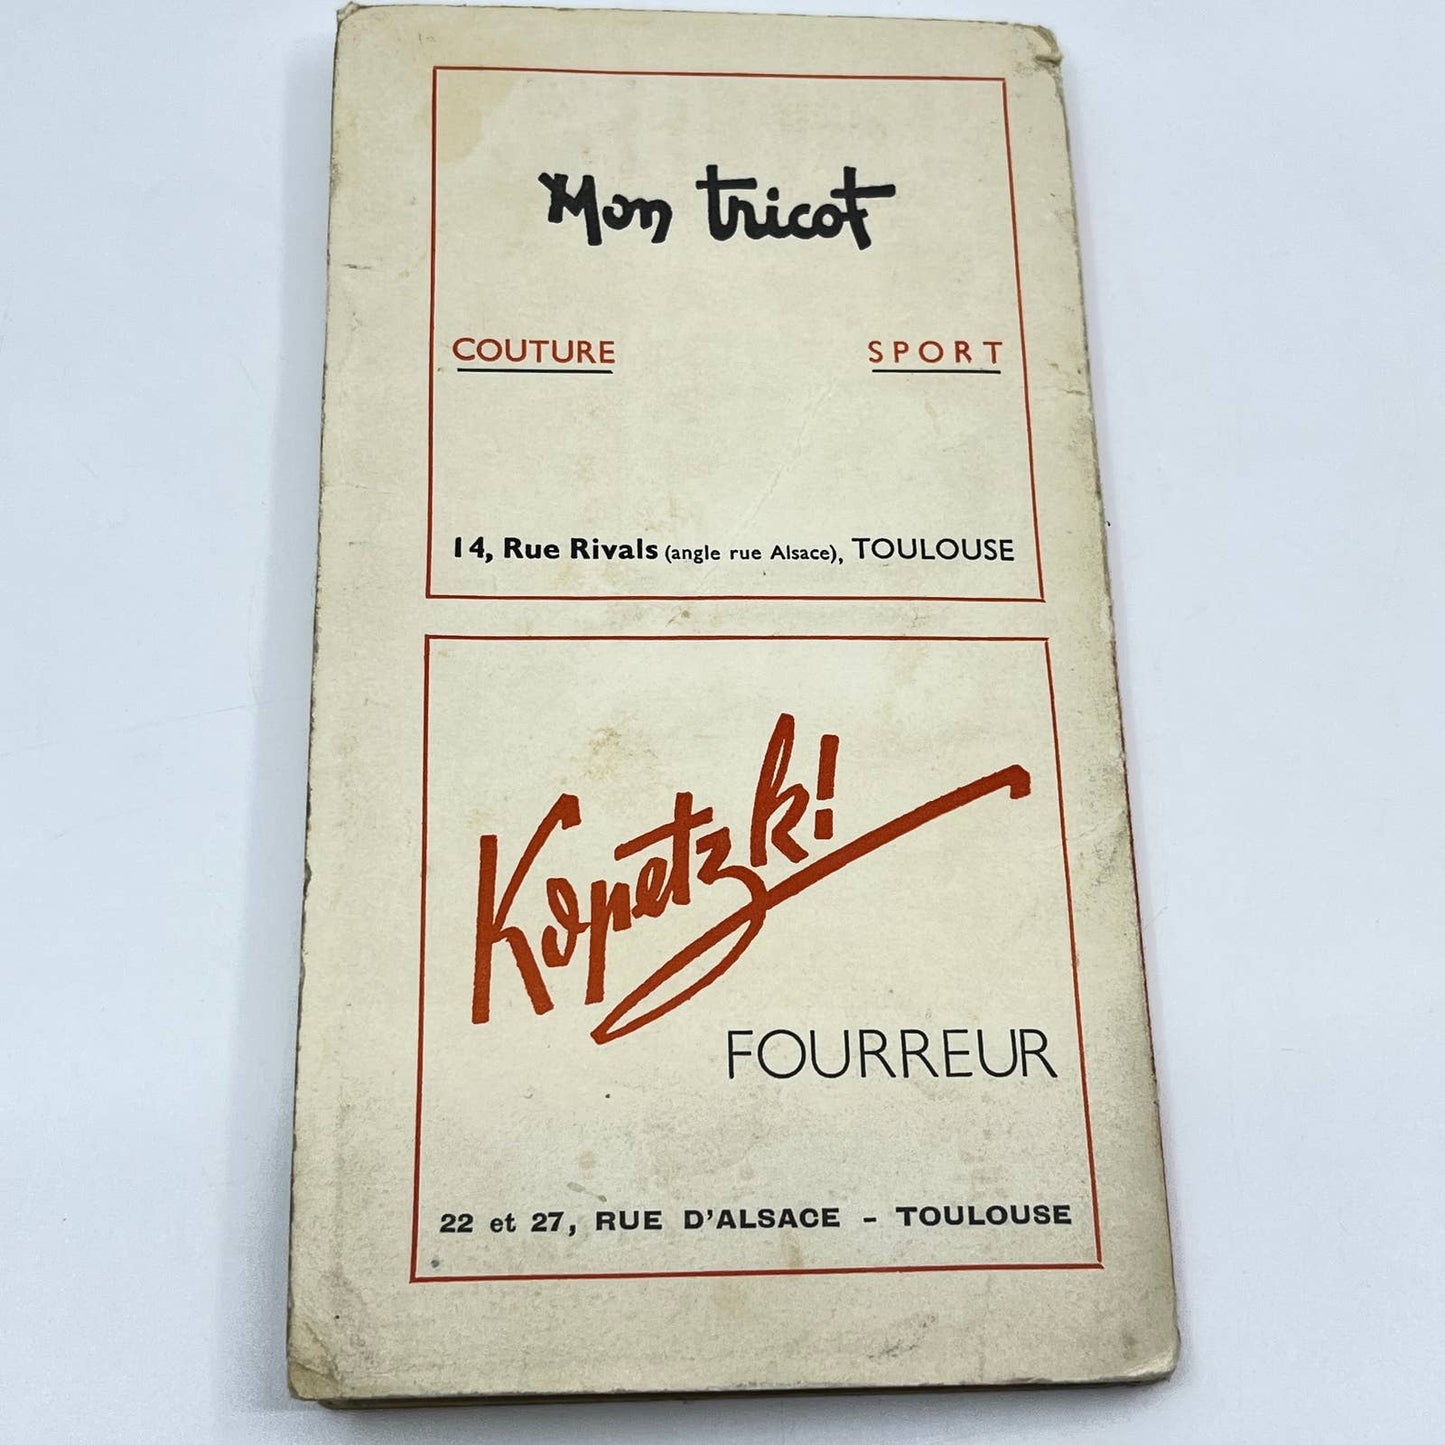 Mon tricot
COUTURE SPORT
14, Rue Rivals (angle rue Alsace), TOULOUSE
Kopetzki
FOURREUR
22 et 27, RUE D'ALSACE - TOULOUSE